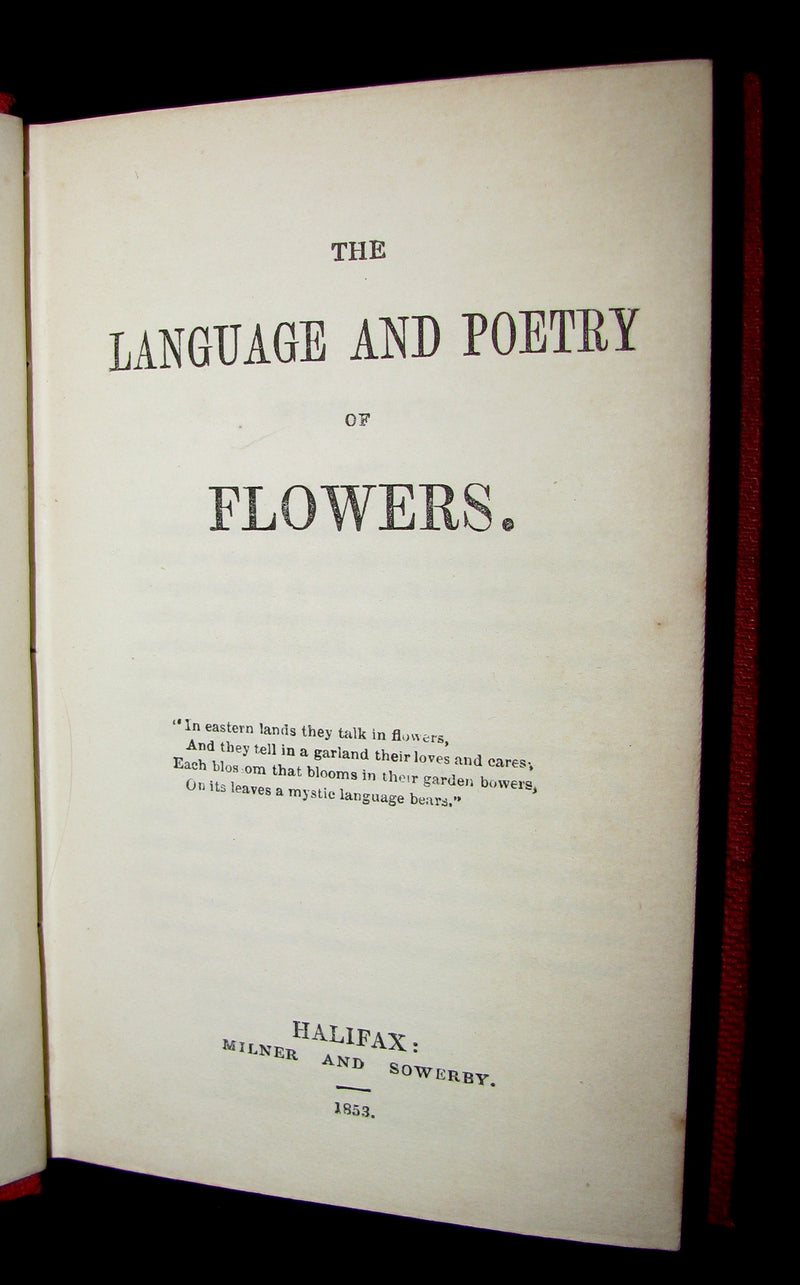 THE
LANGUAGE AND POETRY
OF
FLOWERS.
"In eastern lands they talk in flowers,
And they tell in a garland their loves and cares;
Each blossom that blooms in their garden bowers,
On its leaves a mystic language bears."
HALIFAX:
MILNER AND SOWERBY.
1853.